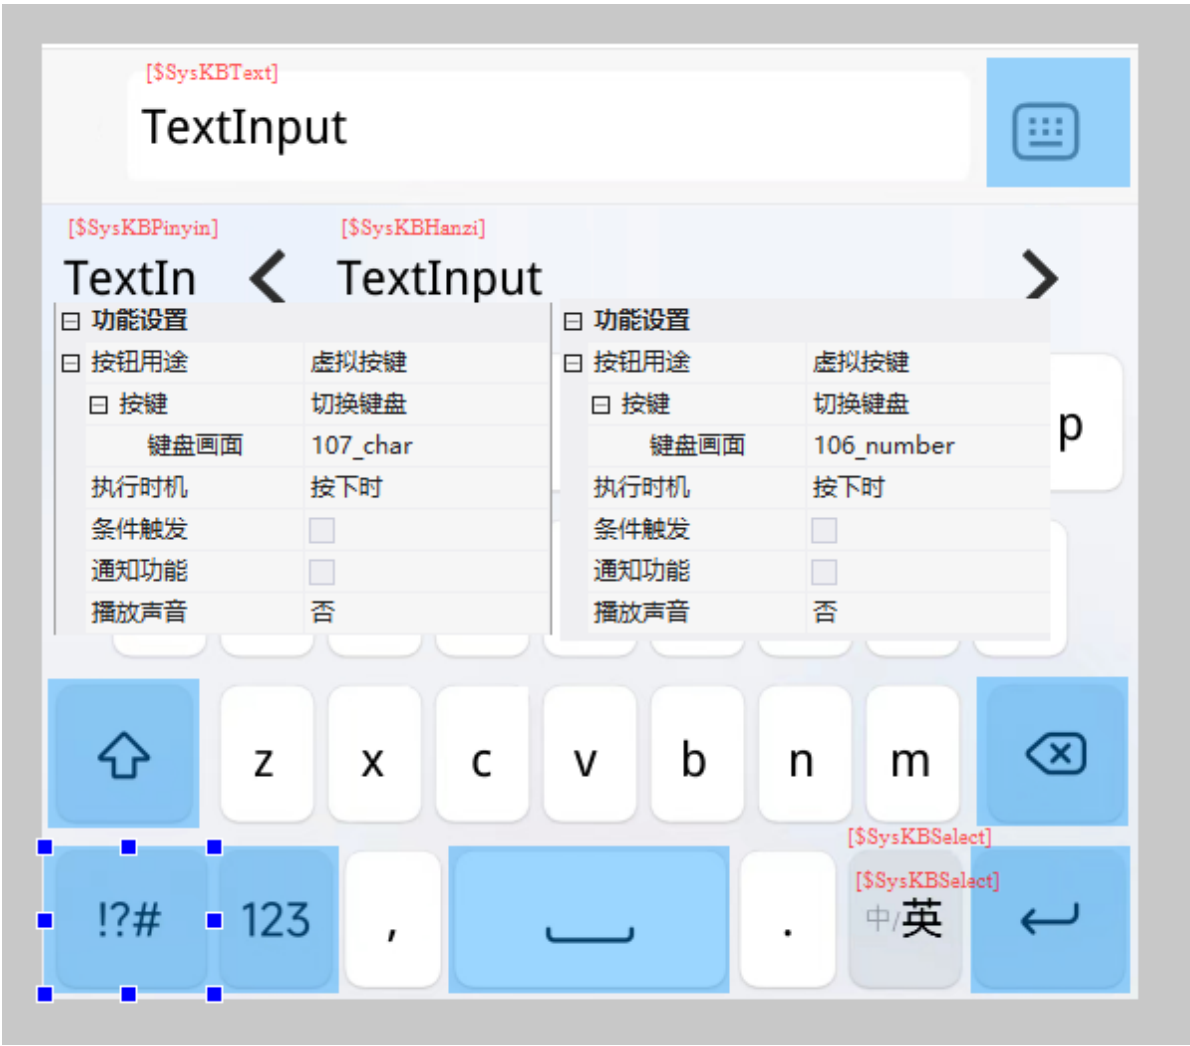 [$SysKBText]
TextInput
[$SysKBPinyin] [$SysKBHanzi]
TextIn TextInput
功能设置 功能设置
按钮用途 虚拟按键 按钮用途 虚拟按键
按键 切换键盘 按键 切换键盘
键盘画面 107_char 键盘画面 106_number
p
执行时机 按下时 执行时机 按下时
条件触发 条件触发
通知功能 通知功能
播放声音 否 播放声音 否
z x c v b n m
[$SysKBSelect]
[$SysKBSelect]
!?# 123 , . 中/英